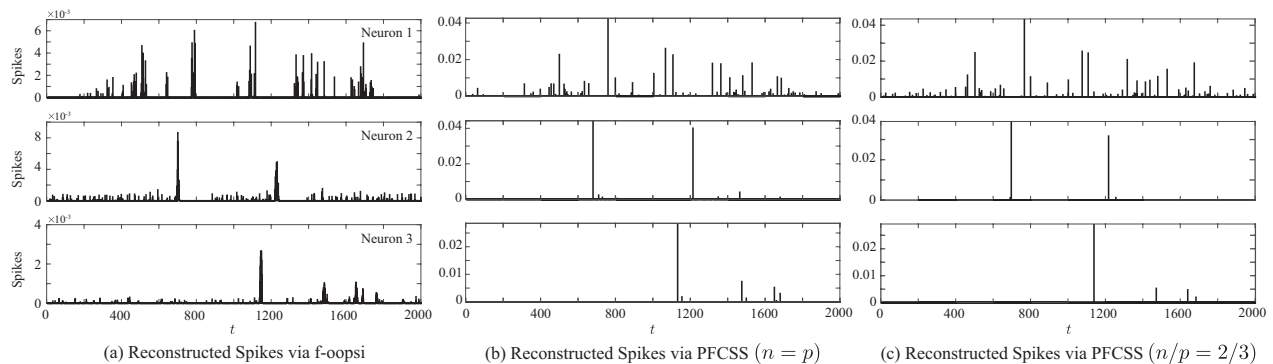 ×10⁻³
6
4
2
0
Spikes
Neuron 1
×10⁻³
8
4
0
Spikes
Neuron 2
×10⁻³
4
2
0
Spikes
Neuron 3
0 400 800 1200 1600 2000
t
(a) Reconstructed Spikes via f-oopsi
0.04
0.02
0
0.04
0.02
0
0.02
0.01
0
0 400 800 1200 1600 2000
t
(b) Reconstructed Spikes via PFCSS (n = p)
0.04
0.02
0
0.04
0.02
0
0.02
0.01
0
0 400 800 1200 1600 2000
t
(c) Reconstructed Spikes via PFCSS (n/p = 2/3)